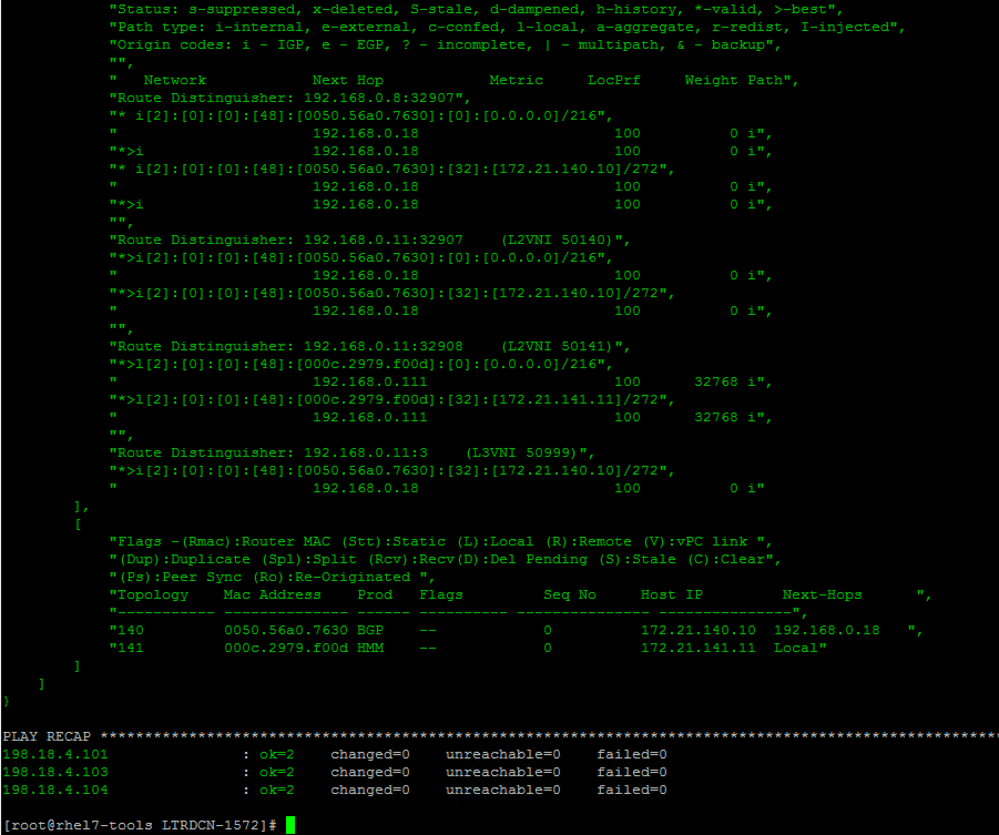 "Status: s-suppressed, x-deleted, S-stale, d-dampened, h-history, *-valid, >-best",
"Path type: i-internal, e-external, c-confed, l-local, a-aggregate, r-redist, I-injected",
"Origin codes: i - IGP, e - EGP, ? - incomplete, | - multipath, & - backup",
"",
"   Network            Next Hop            Metric     LocPrf     Weight Path",
"Route Distinguisher: 192.168.0.8:32907",
"* i[2]:[0]:[0]:[48]:[0050.56a0.7630]:[0]:[0.0.0.0]/216",
"                      192.168.0.18                      100          0 i",
"*>i                   192.168.0.18                      100          0 i",
"* i[2]:[0]:[0]:[48]:[0050.56a0.7630]:[32]:[172.21.140.10]/272",
"                      192.168.0.18                      100          0 i",
"*>i                   192.168.0.18                      100          0 i",
"",
"Route Distinguisher: 192.168.0.11:32907    (L2VNI 50140)",
"*>i[2]:[0]:[0]:[48]:[0050.56a0.7630]:[0]:[0.0.0.0]/216",
"                      192.168.0.18                      100          0 i",
"*>i[2]:[0]:[0]:[48]:[0050.56a0.7630]:[32]:[172.21.140.10]/272",
"                      192.168.0.18                      100          0 i",
"",
"Route Distinguisher: 192.168.0.11:32908    (L2VNI 50141)",
"*>l[2]:[0]:[0]:[48]:[000c.2979.f00d]:[0]:[0.0.0.0]/216",
"                      192.168.0.111                     100      32768 i",
"*>l[2]:[0]:[0]:[48]:[000c.2979.f00d]:[32]:[172.21.141.11]/272",
"                      192.168.0.111                     100      32768 i",
"",
"Route Distinguisher: 192.168.0.11:3    (L3VNI 50999)",
"*>i[2]:[0]:[0]:[48]:[0050.56a0.7630]:[32]:[172.21.140.10]/272",
"                      192.168.0.18                      100          0 i"
],
[
"Flags -(Rmac):Router MAC (Stt):Static (L):Local (R):Remote (V):vPC link ",
"(Dup):Duplicate (Spl):Split (Rcv):Recv(D):Del Pending (S):Stale (C):Clear",
"(Ps):Peer Sync (Ro):Re-Originated ",
"Topology    Mac Address    Prod   Flags         Seq No     Host IP         Next-Hops      ",
"----------- -------------- ------ ---------- --------------- ---------------",
"140         0050.56a0.7630 BGP    --            0          172.21.140.10  192.168.0.18   ",
"141         000c.2979.f00d HMM    --            0          172.21.141.11  Local"
]
]
}
PLAY RECAP ******************************************************************************************************
198.18.4.101               : ok=2    changed=0    unreachable=0    failed=0
198.18.4.103               : ok=2    changed=0    unreachable=0    failed=0
198.18.4.104               : ok=2    changed=0    unreachable=0    failed=0
[root@rhel7-tools LTRDCN-1572]#